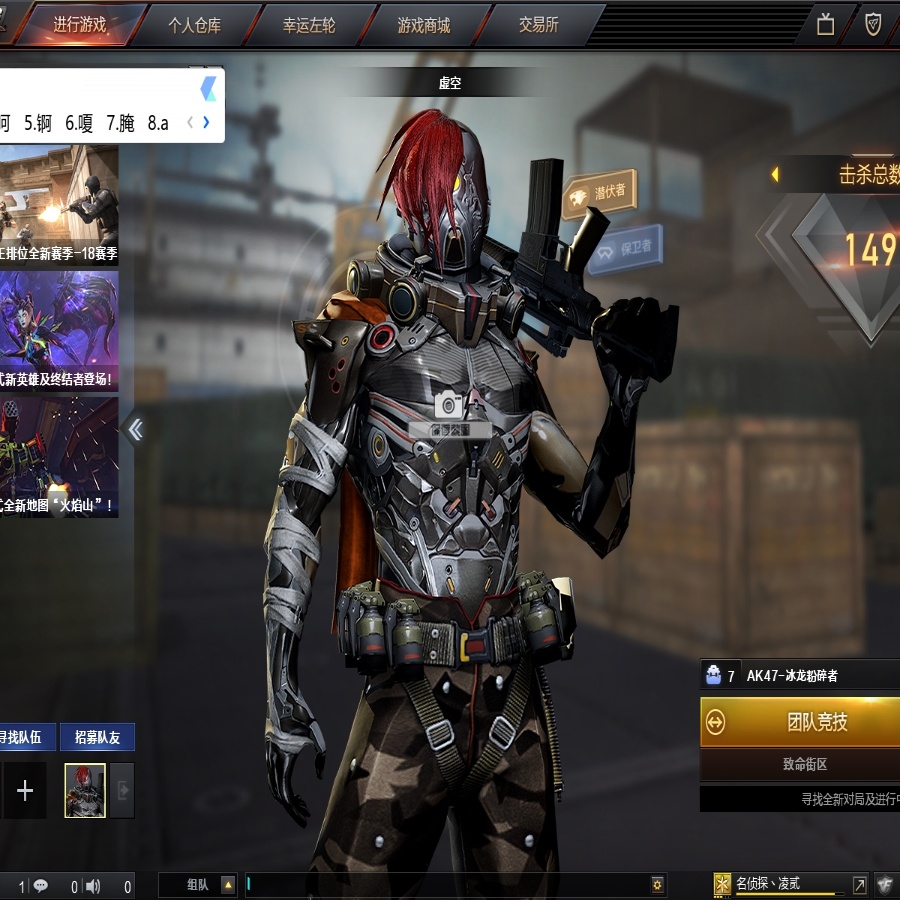 进行游戏
个人仓库
幸运左轮
游戏商城
交易所
虚空
5.锕 6.嗄 7.腌 8.a
潜伏者
保卫者
击杀总数
149
排位全新赛季-18赛季
新英雄及终结者登场！
全新地图“火焰山”！
7 AK47-冰龙粉碎者
团队竞技
致命街区
寻找全新对局及进行中
寻找队伍
招募队友
1
0
0
组队
名侦探丶凌贰